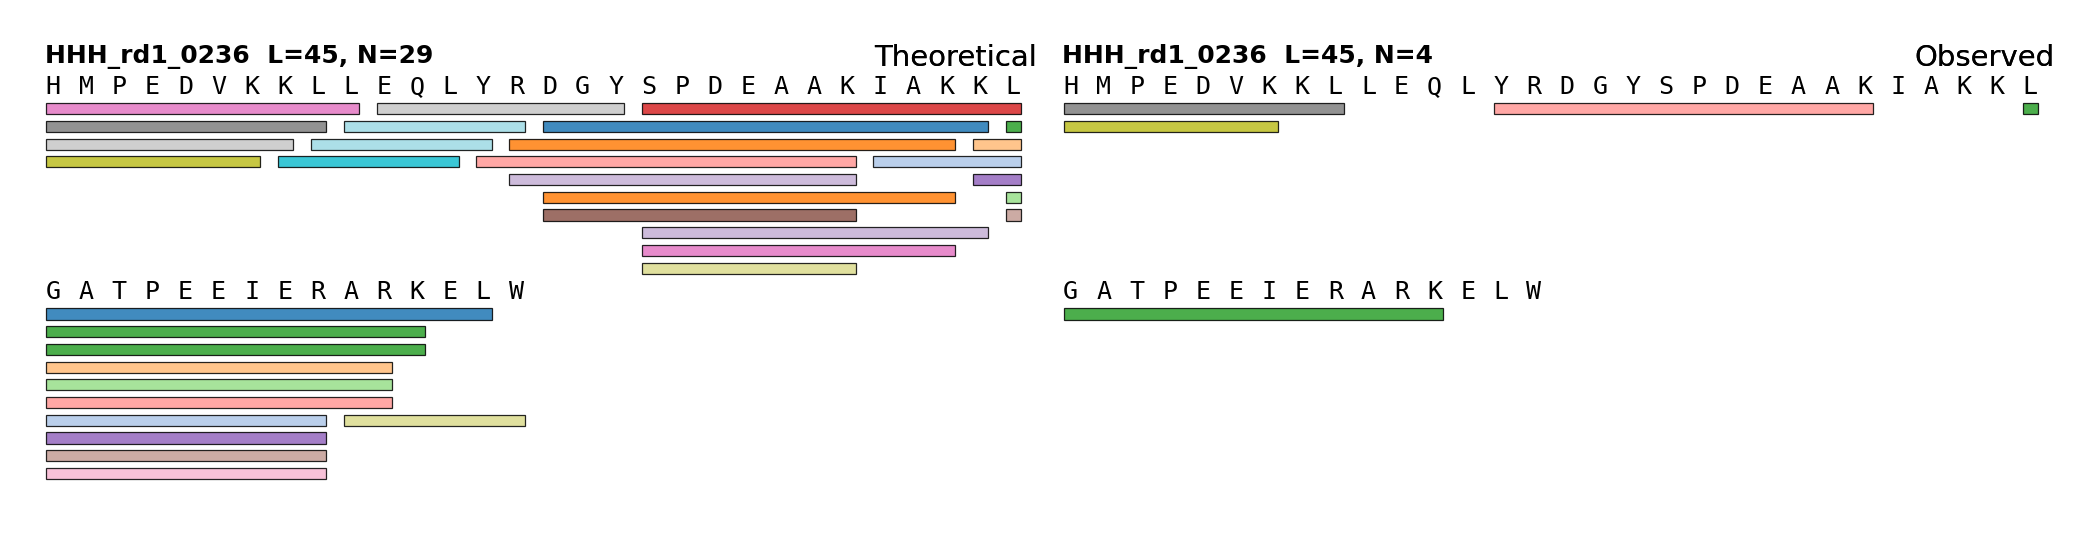 HHH_rd1_0236 L=45, N=29
Theoretical
H M P E D V K K L L E Q L Y R D G Y S P D E A A K I A K K L
G A T P E E I E R A R K E L W
HHH_rd1_0236 L=45, N=4
Observed
H M P E D V K K L L E Q L Y R D G Y S P D E A A K I A K K L
G A T P E E I E R A R K E L W